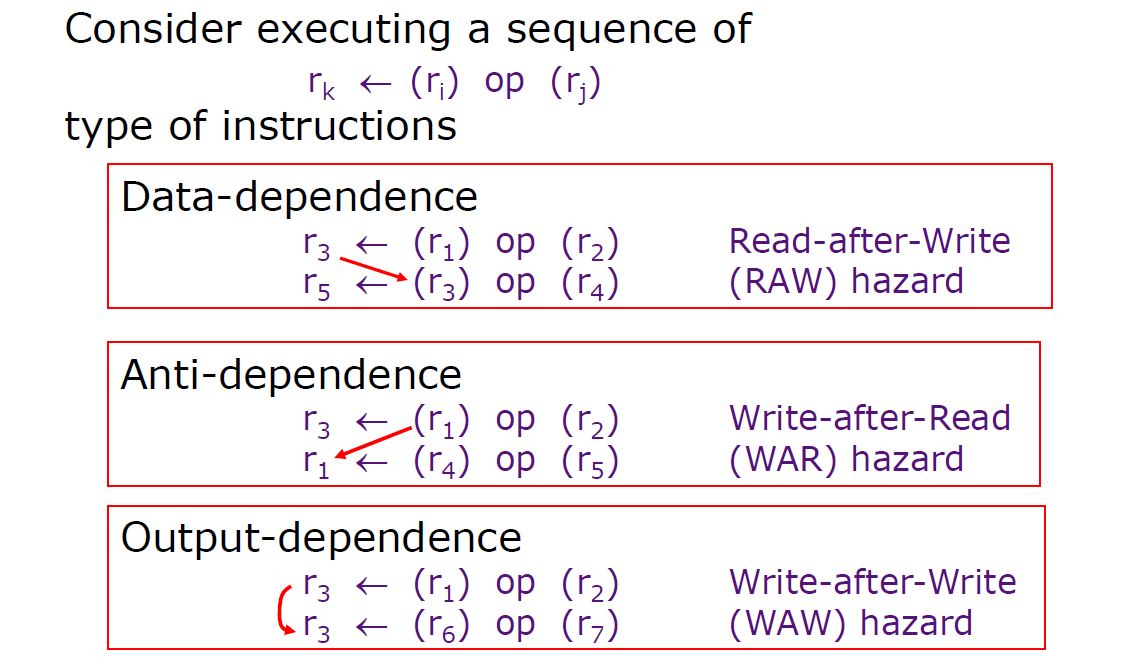 Consider executing a sequence of
rₖ ← (rᵢ) op (rⱼ)
type of instructions
Data-dependence
r₃ ← (r₁) op (r₂) Read-after-Write
r₅ ← (r₃) op (r₄) (RAW) hazard
Anti-dependence
r₃ ← (r₁) op (r₂) Write-after-Read
r₁ ← (r₄) op (r₅) (WAR) hazard
Output-dependence
r₃ ← (r₁) op (r₂) Write-after-Write
r₃ ← (r₆) op (r₇) (WAW) hazard